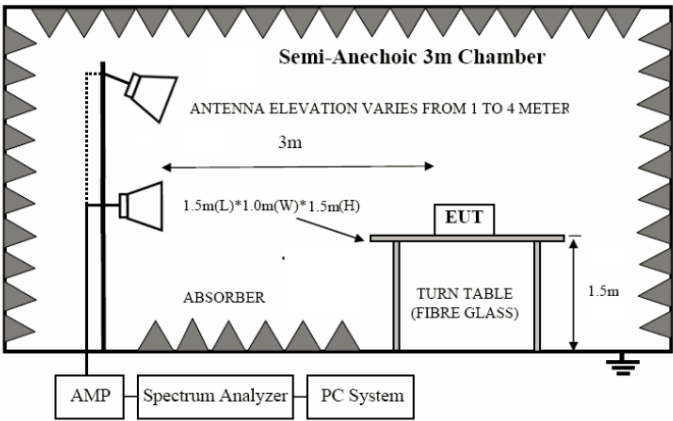 Semi-Anechoic 3m Chamber
ANTENNA ELEVATION VARIES FROM 1 TO 4 METER
3m
1.5m(L)*1.0m(W)*1.5m(H)
EUT
ABSORBER
TURN TABLE
(FIBRE GLASS)
1.5m
AMP
Spectrum Analyzer
PC System